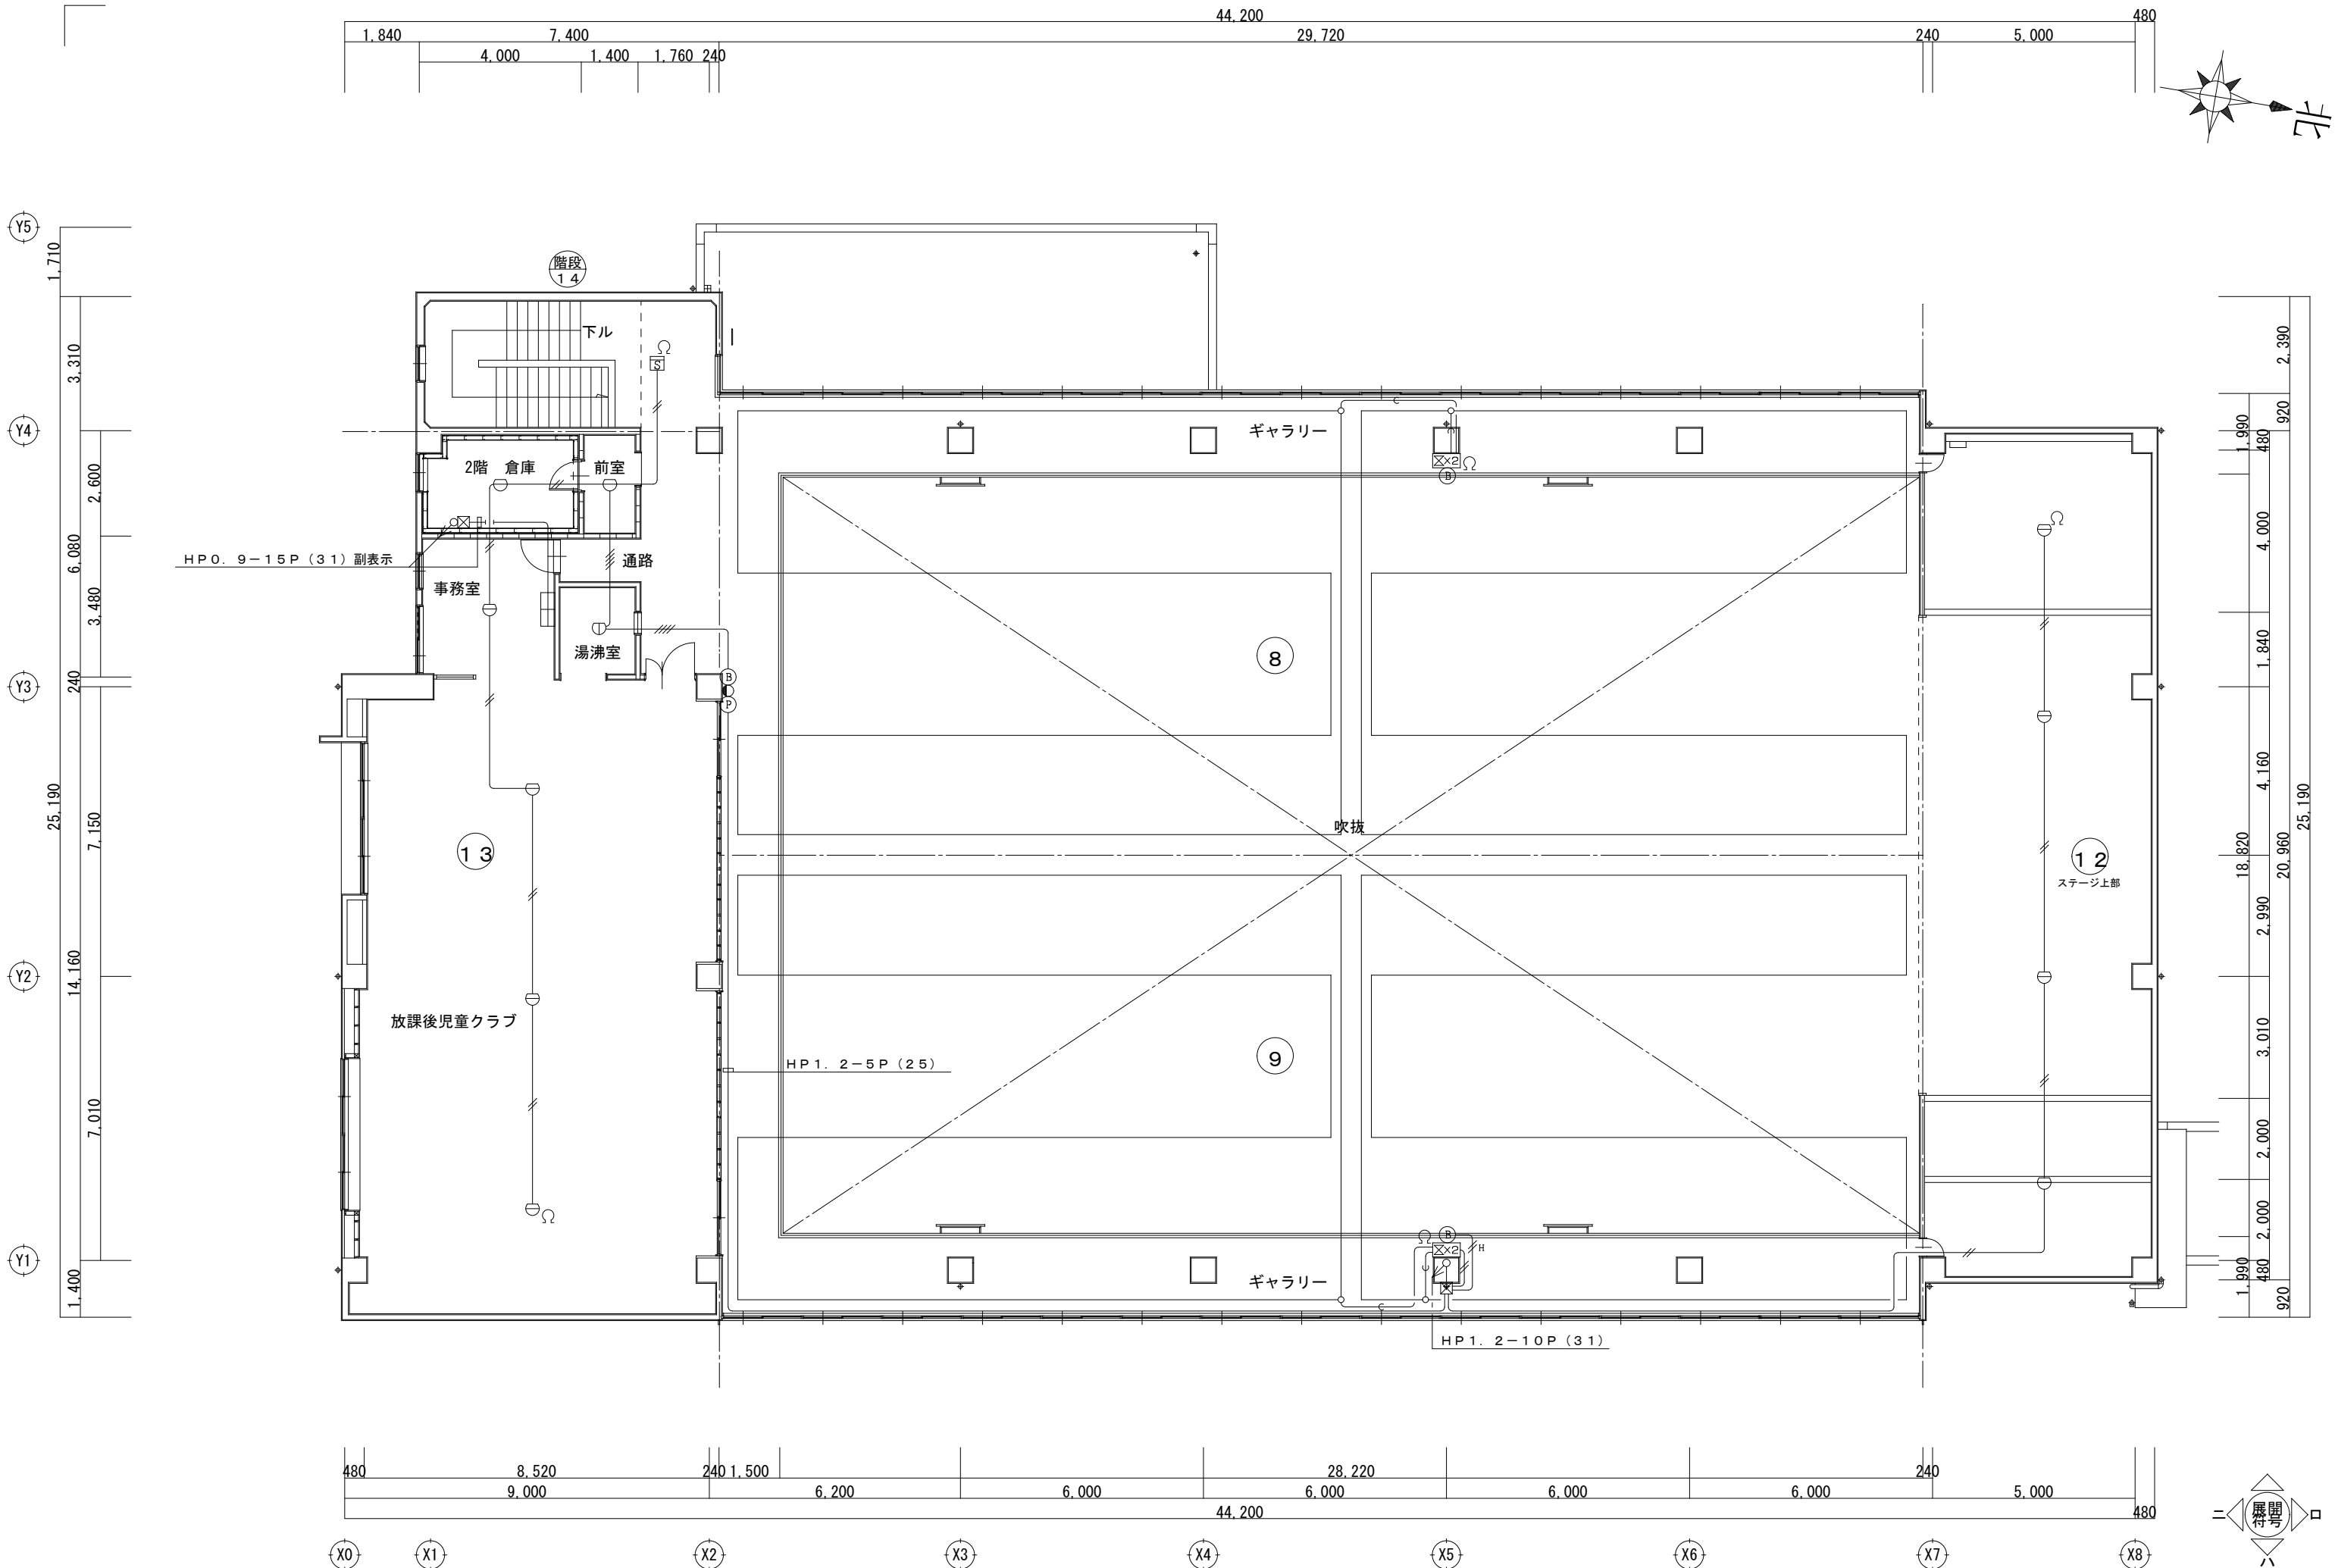 44,200
480
1,840
7,400
29,720
240
5,000
4,000
1,400
1,760
240
北
Y5
1,710
階段
14
下ル
S
3,310
2,390
Y4
920
1,990
480
ギャラリー
2階 倉庫
前室
×2
B
2,600
4,000
6,080
HP0.9-15P(31)副表示
通路
事務室
3,480
湯沸室
8
1,840
Y3
240
B
P
25,190
7,150
4,160
25,190
吹抜
13
12
ステージ上部
18,820
20,960
2,990
14,160
Y2
放課後児童クラブ
9
3,010
HP1.2-5P(25)
7,010
2,000
2,000
B
×2
H
Y1
ギャラリー
1,400
1,990
480
920
HP1.2-10P(31)
480
8,520
240
1,500
28,220
240
9,000
6,200
6,000
6,000
6,000
6,000
5,000
44,200
480
展開
符号
ニ
ロ
ハ
X0
X1
X2
X3
X4
X5
X6
X7
X8